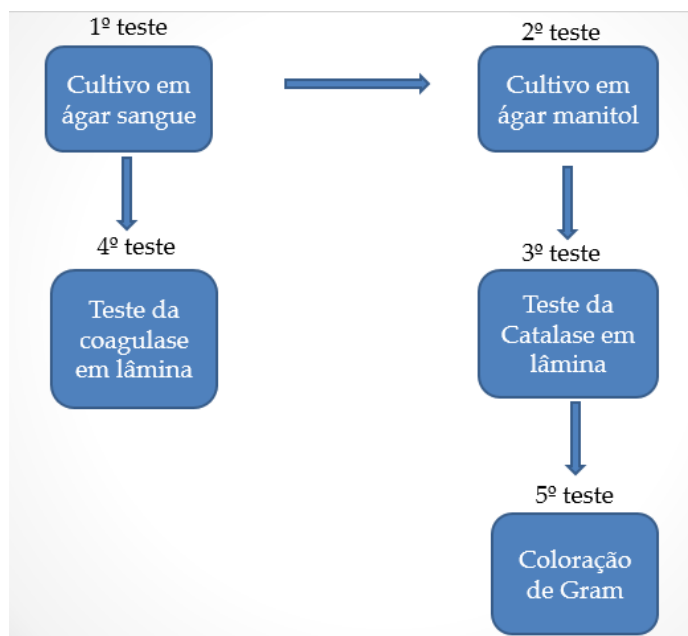 1º teste
Cultivo em
ágar sangue
2º teste
Cultivo em
ágar manitol
4º teste
Teste da
coagulase
em lâmina
3º teste
Teste da
Catalase em
lâmina
5º teste
Coloração
de Gram